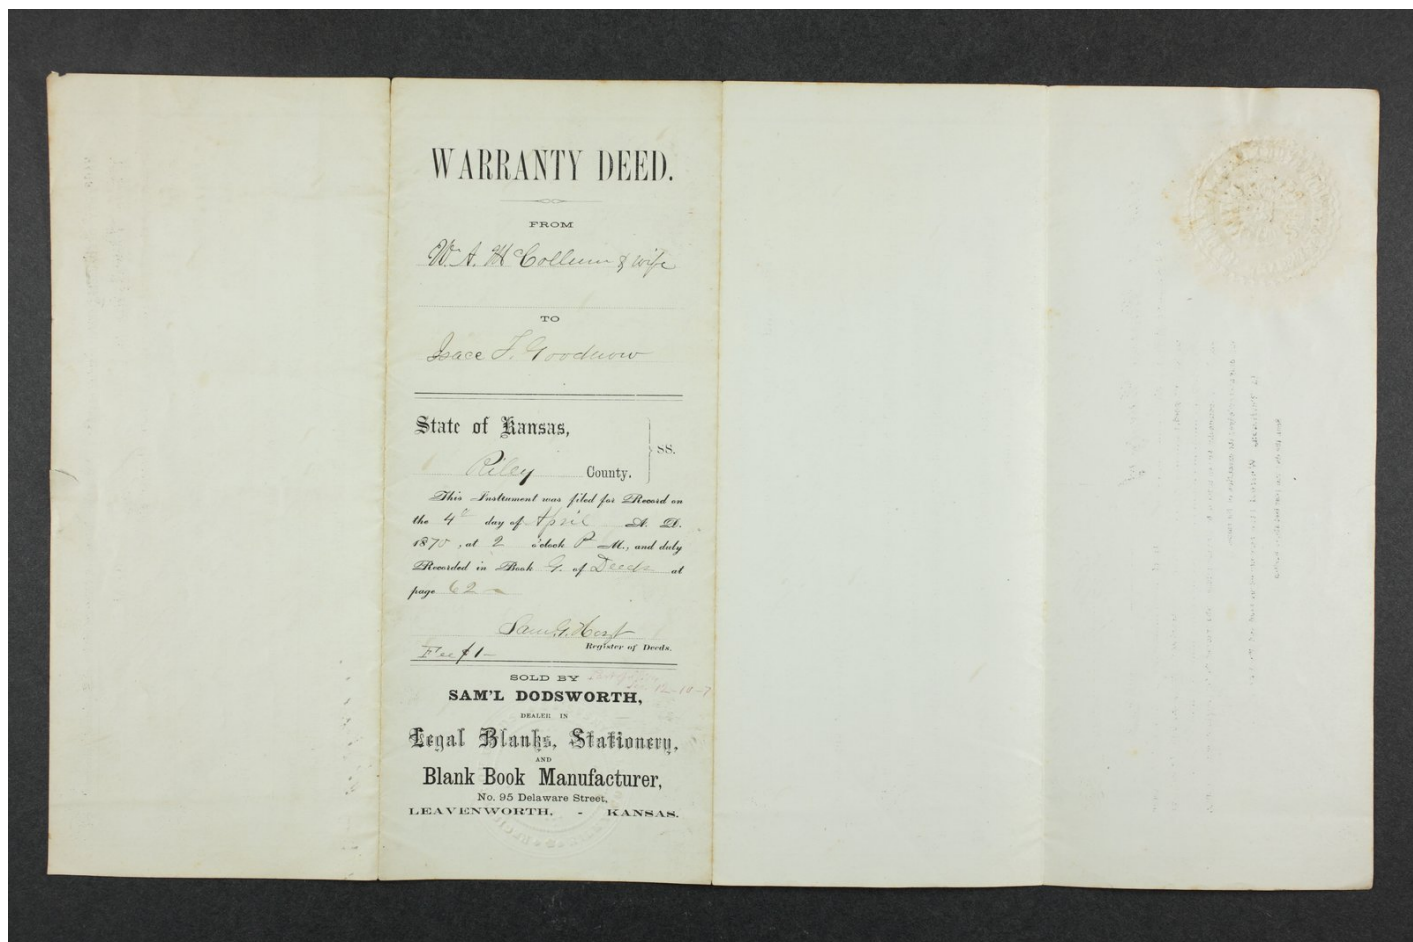 WARRANTY DEED.
FROM
W. A. McCollum & wife
TO
Isace T. Goodnow
State of Kansas,
Riley County. } SS.
This Instrument was filed for Record on
the 4th day of April A. D.
1870, at 2 o'clock P M., and duly
Recorded in Book G. of Deeds at
page 62
Sam. G. Hoyt
Register of Deeds.
Fee $1-
SOLD BY
SAM'L DODSWORTH,
DEALER IN
Legal Blanks, Stationery,
AND
Blank Book Manufacturer,
No. 95 Delaware Street,
LEAVENWORTH, - KANSAS.